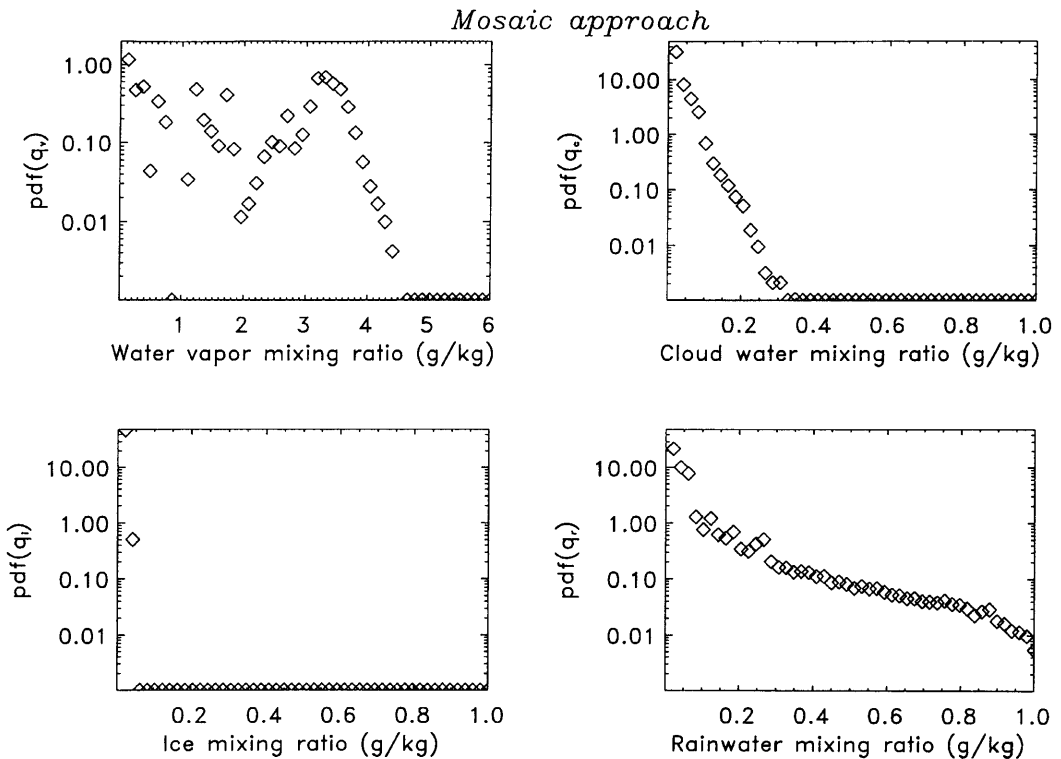 Mosaic approach
pdf(q_v)
1.00
0.10
0.01
1 2 3 4 5 6
Water vapor mixing ratio (g/kg)
pdf(q_c)
10.00
1.00
0.10
0.01
0.2 0.4 0.6 0.8 1.0
Cloud water mixing ratio (g/kg)
pdf(q_i)
10.00
1.00
0.10
0.01
0.2 0.4 0.6 0.8 1.0
Ice mixing ratio (g/kg)
pdf(q_r)
10.00
1.00
0.10
0.01
0.2 0.4 0.6 0.8 1.0
Rainwater mixing ratio (g/kg)